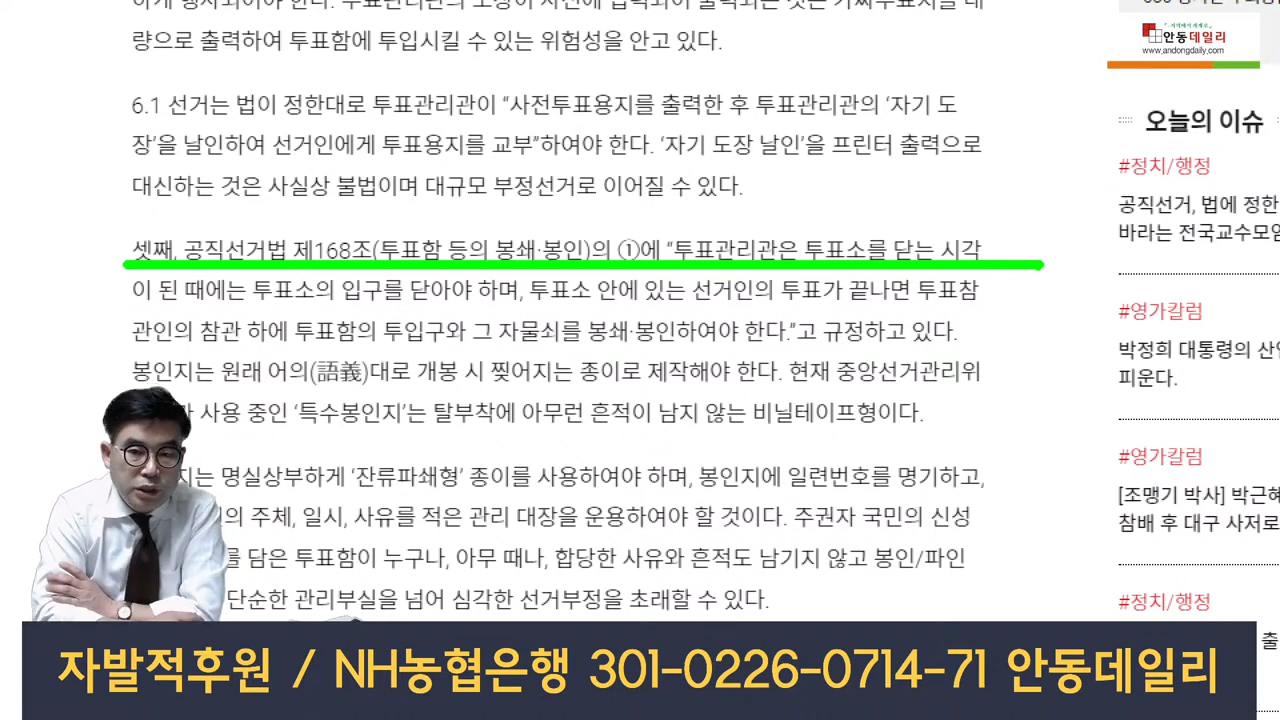 량으로 출력하여 투표함에 투입시킬 수 있는 위험성을 안고 있다.
6.1 선거는 법이 정한대로 투표관리관이 “사전투표용지를 출력한 후 투표관리관의 ‘자기 도
장’을 날인하여 선거인에게 투표용지를 교부”하여야 한다. ‘자기 도장 날인’을 프린터 출력으로
대신하는 것은 사실상 불법이며 대규모 부정선거로 이어질 수 있다.
셋째, 공직선거법 제168조(투표함 등의 봉쇄·봉인)의 ①에 “투표관리관은 투표소를 닫는 시각
이 된 때에는 투표소의 입구를 닫아야 하며, 투표소 안에 있는 선거인의 투표가 끝나면 투표참
관인의 참관 하에 투표함의 투입구와 그 자물쇠를 봉쇄·봉인하여야 한다.”고 규정하고 있다.
봉인지는 원래 어의(語義)대로 개봉 시 찢어지는 종이로 제작해야 한다. 현재 중앙선거관리위
사용 중인 ‘특수봉인지’는 탈부착에 아무런 흔적이 남지 않는 비닐테이프형이다.
지는 명실상부하게 ‘잔류파쇄형’ 종이를 사용하여야 하며, 봉인지에 일련번호를 명기하고,
의 주체, 일시, 사유를 적은 관리 대장을 운용하여야 할 것이다. 주권자 국민의 신성
를 담은 투표함이 누구나, 아무 때나, 합당한 사유와 흔적도 남기지 않고 봉인/파인
단순한 관리부실을 넘어 심각한 선거부정을 초래할 수 있다.
안동데일리
www.andongdaily.com
오늘의 이슈
#정치/행정
공직선거, 법에 정한
바라는 전국교수모임
#영가칼럼
박정희 대통령의 산
피운다.
#영가칼럼
[조맹기 박사] 박근혜
참배 후 대구 사저로
#정치/행정
출
자발적후원 / NH농협은행 301-0226-0714-71 안동데일리